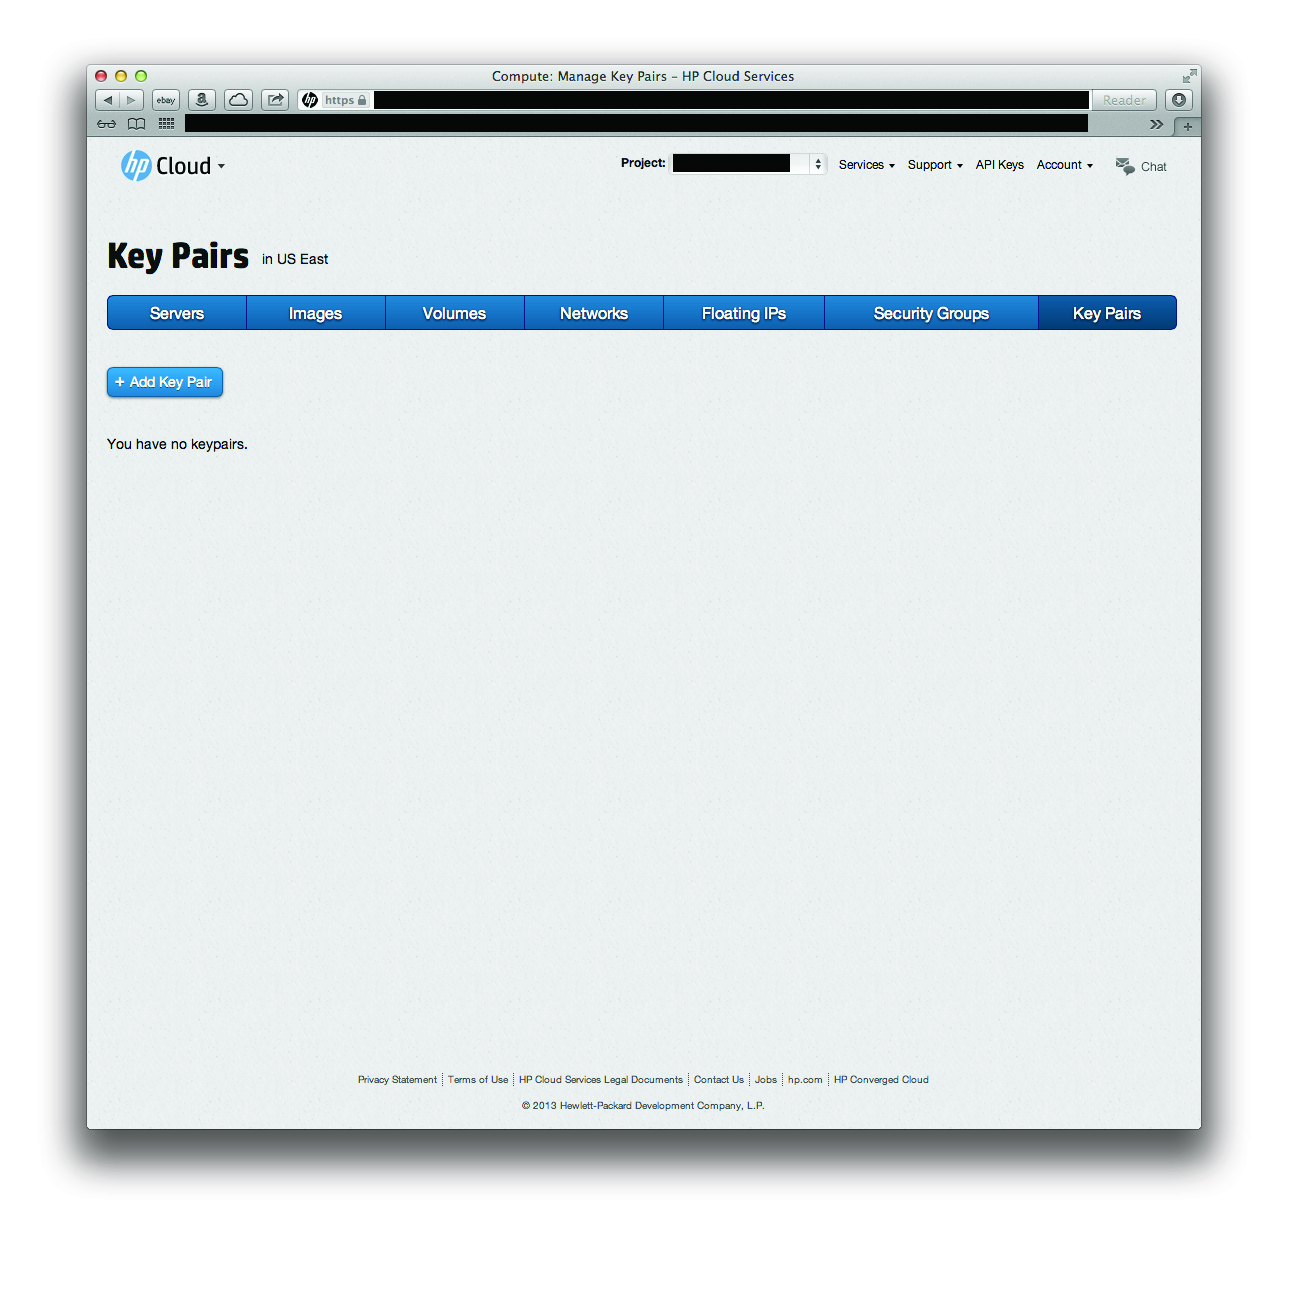 Compute: Manage Key Pairs – HP Cloud Services
ebay a hp https Reader
hp Cloud Project: Services Support API Keys Account Chat
Key Pairs in US East
Servers Images Volumes Networks Floating IPs Security Groups Key Pairs
+ Add Key Pair
You have no keypairs.
Privacy Statement Terms of Use HP Cloud Services Legal Documents Contact Us Jobs hp.com HP Converged Cloud
© 2013 Hewlett-Packard Development Company, L.P.